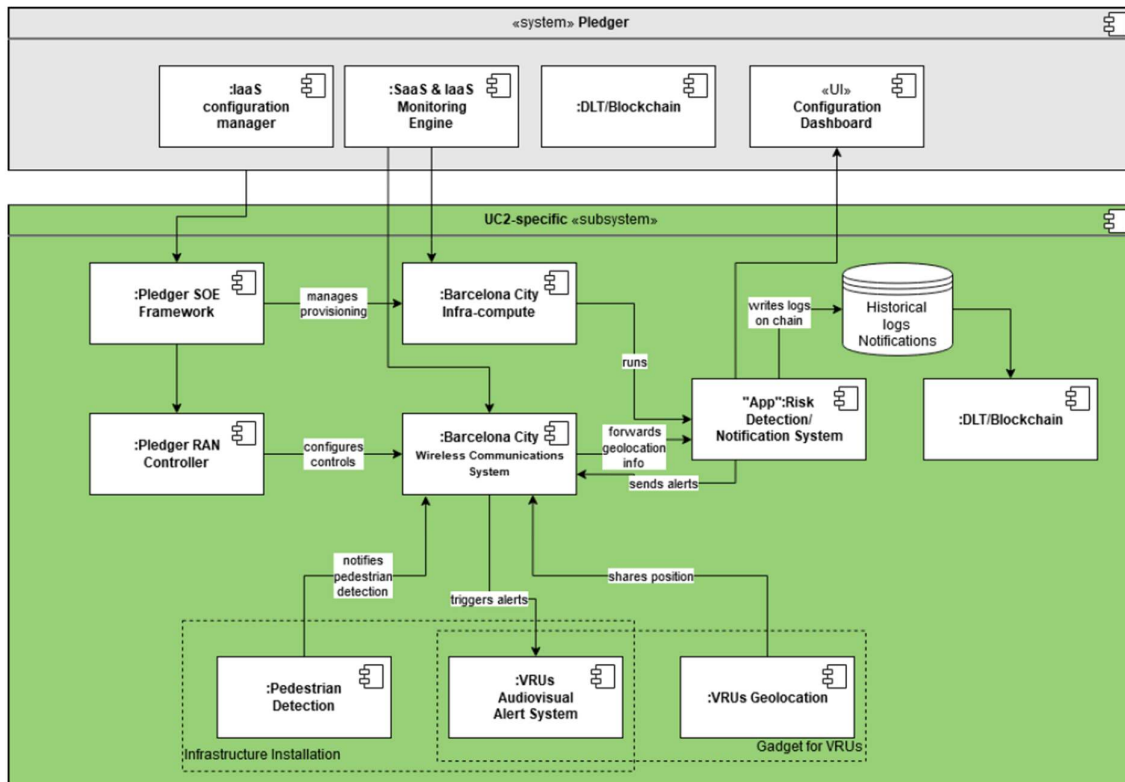 «system» Pledger
:IaaS
configuration
manager
:SaaS & IaaS
Monitoring
Engine
:DLT/Blockchain
«UI»
Configuration
Dashboard
UC2-specific «subsystem»
:Pledger SOE
Framework
manages
provisioning
:Barcelona City
Infra-compute
writes logs
on chain
Historical
logs
Notifications
runs
:Pledger RAN
Controller
configures
controls
:Barcelona City
Wireless Communications
System
forwards
geolocation
info
"App":Risk
Detection/
Notification System
:DLT/Blockchain
sends alerts
notifies
pedestrian
detection
triggers alerts
shares position
:Pedestrian
Detection
:VRUs
Audiovisual
Alert System
:VRUs Geolocation
Infrastructure Installation
Gadget for VRUs